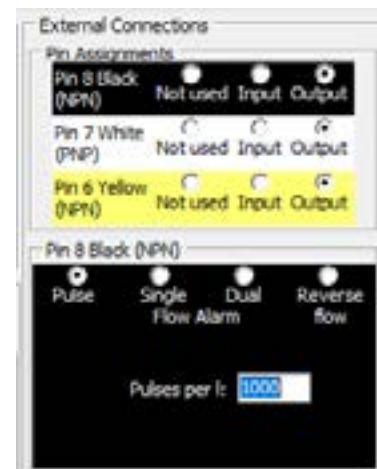 External Connections
Pin Assignments
Pin 8 Black
(NPN)
Not used Input Output
Pin 7 White
(PNP)
Not used Input Output
Pin 6 Yellow
(NPN)
Not used Input Output
Pin 8 Black (NPN)
Pulse Single Dual Reverse
Flow Alarm flow
Pulses per l: 1000